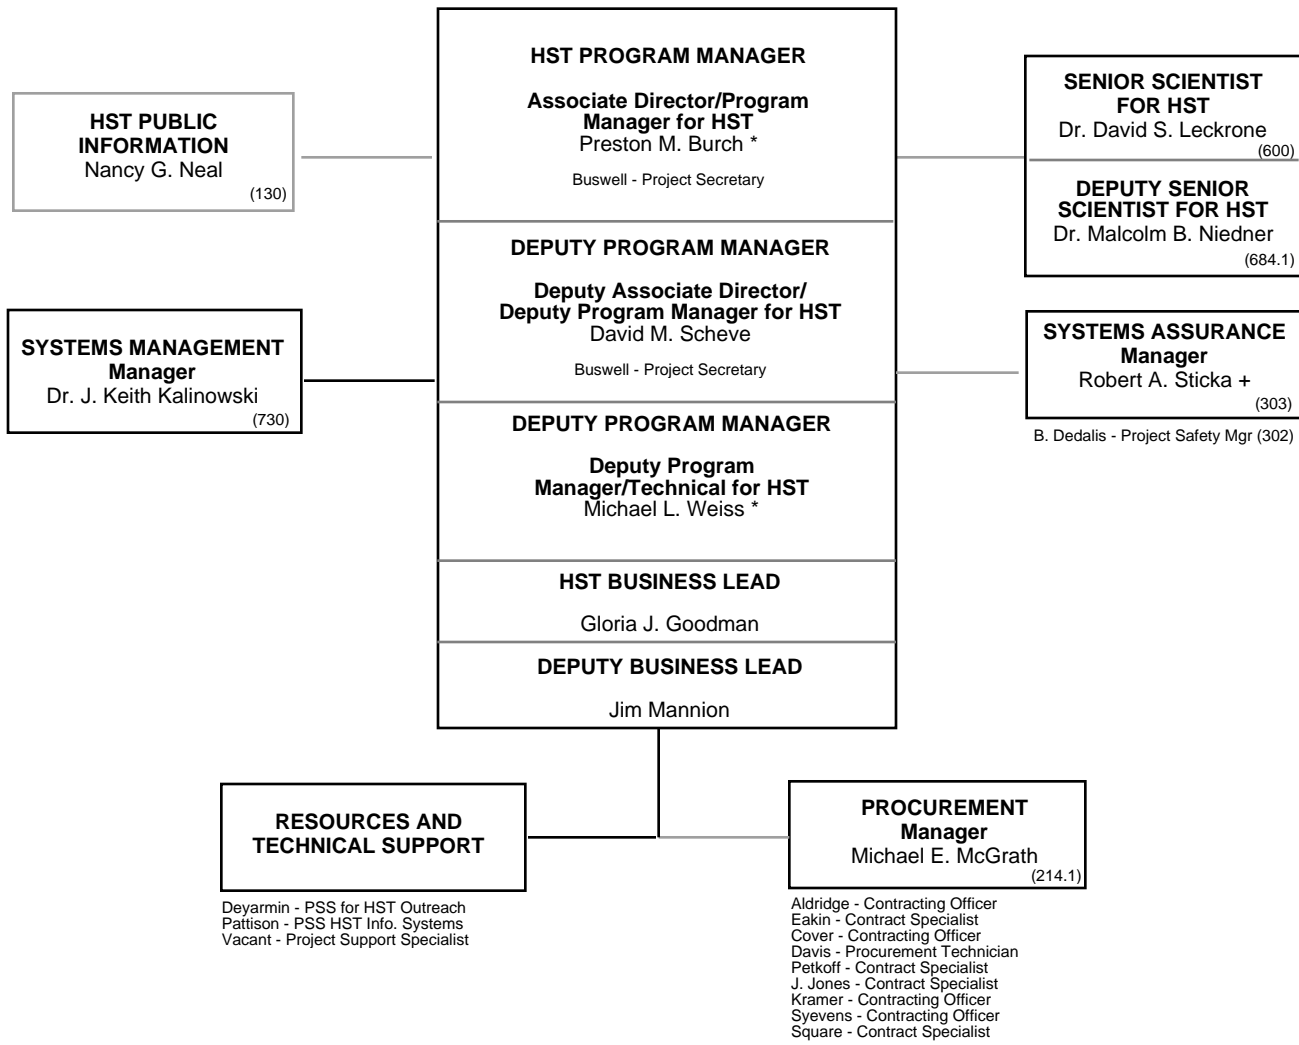 HST PROGRAM MANAGER
Associate Director/Program
Manager for HST
Preston M. Burch *
Buswell - Project Secretary
DEPUTY PROGRAM MANAGER
Deputy Associate Director/
Deputy Program Manager for HST
David M. Scheve
Buswell - Project Secretary
DEPUTY PROGRAM MANAGER
Deputy Program
Manager/Technical for HST
Michael L. Weiss *
HST BUSINESS LEAD
Gloria J. Goodman
DEPUTY BUSINESS LEAD
Jim Mannion
HST PUBLIC
INFORMATION
Nancy G. Neal
(130)
SYSTEMS MANAGEMENT
Manager
Dr. J. Keith Kalinowski
(730)
SENIOR SCIENTIST
FOR HST
Dr. David S. Leckrone
(600)
DEPUTY SENIOR
SCIENTIST FOR HST
Dr. Malcolm B. Niedner
(684.1)
SYSTEMS ASSURANCE
Manager
Robert A. Sticka +
(303)
B. Dedalis - Project Safety Mgr (302)
RESOURCES AND
TECHNICAL SUPPORT
Deyarmin - PSS for HST Outreach
Pattison - PSS HST Info. Systems
Vacant - Project Support Specialist
PROCUREMENT
Manager
Michael E. McGrath
(214.1)
Aldridge - Contracting Officer
Eakin - Contract Specialist
Cover - Contracting Officer
Davis - Procurement Technician
Petkoff - Contract Specialist
J. Jones - Contract Specialist
Kramer - Contracting Officer
Syevens - Contracting Officer
Square - Contract Specialist